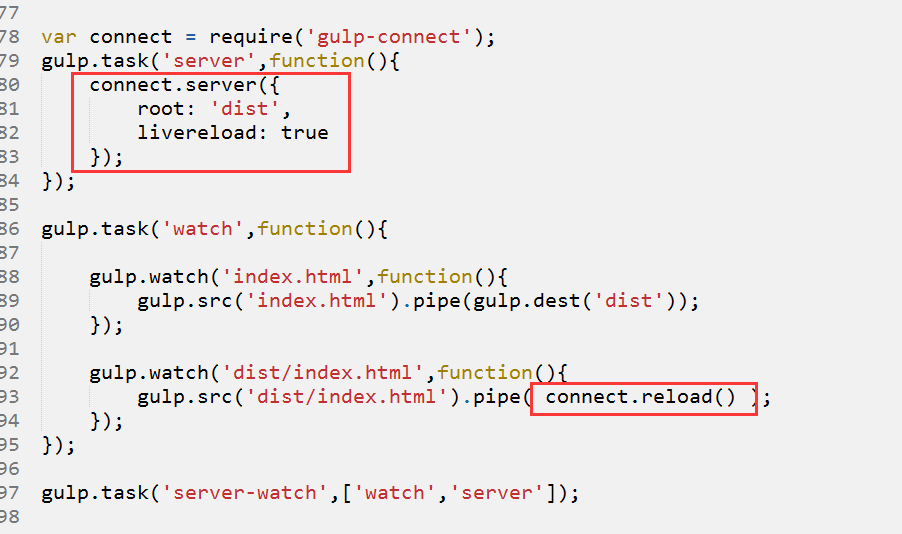 77
78 var connect = require('gulp-connect');
79 gulp.task('server',function(){
80     connect.server({
81         root: 'dist',
82         livereload: true
83     });
84 });
85
86 gulp.task('watch',function(){
87
88     gulp.watch('index.html',function(){
89         gulp.src('index.html').pipe(gulp.dest('dist'));
90     });
91
92     gulp.watch('dist/index.html',function(){
93         gulp.src('dist/index.html').pipe( connect.reload() );
94     });
95 });
96
97 gulp.task('server-watch',['watch','server']);
98